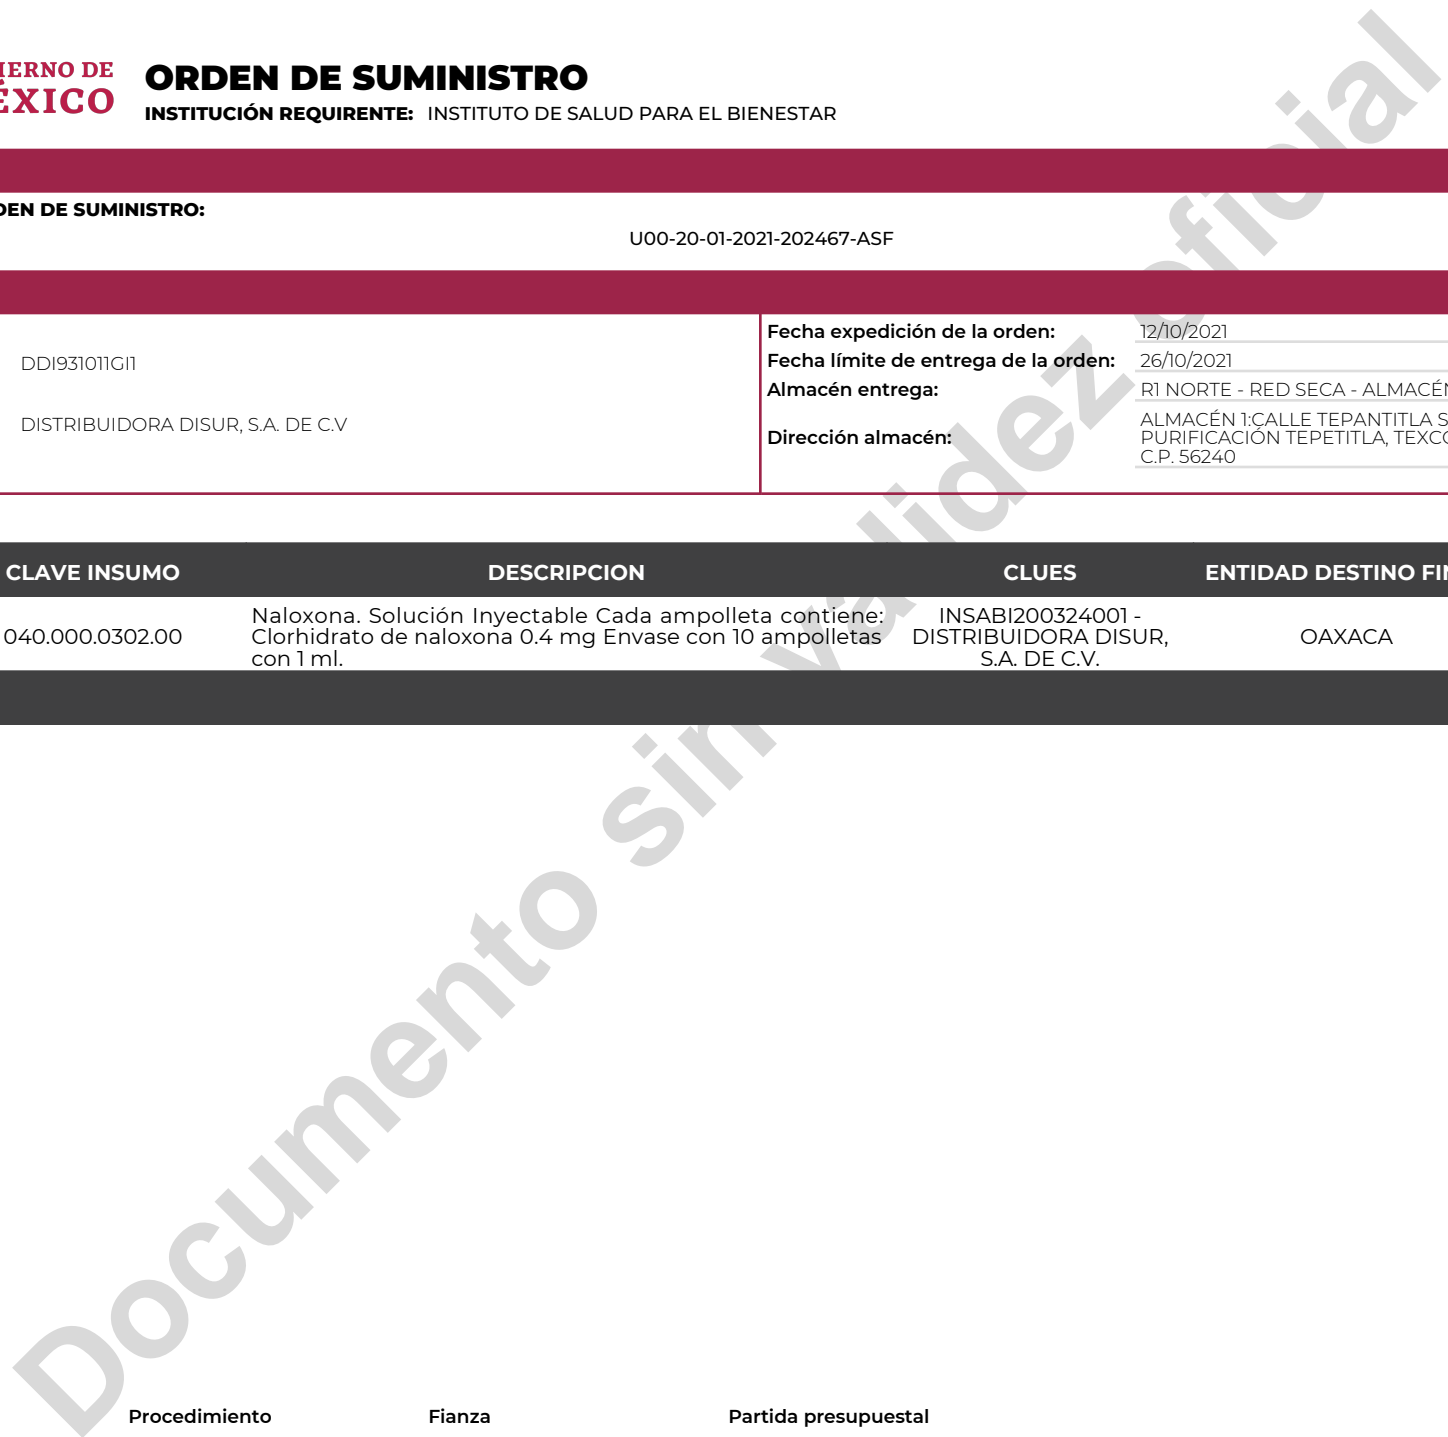 IERNO DE
ÉXICO
ORDEN DE SUMINISTRO
INSTITUCIÓN REQUIRENTE: INSTITUTO DE SALUD PARA EL BIENESTAR
DEN DE SUMINISTRO:
U00-20-01-2021-202467-ASF
DDI931011GI1
DISTRIBUIDORA DISUR, S.A. DE C.V
Fecha expedición de la orden: 12/10/2021
Fecha límite de entrega de la orden: 26/10/2021
Almacén entrega: R1 NORTE - RED SECA - ALMACÉN
Dirección almacén: ALMACÉN 1:CALLE TEPANTITLA S
PURIFICACIÓN TEPETITLA, TEXCO
C.P. 56240
CLAVE INSUMO DESCRIPCION CLUES ENTIDAD DESTINO FIN
040.000.0302.00
Naloxona. Solución Inyectable Cada ampolleta contiene:
Clorhidrato de naloxona 0.4 mg Envase con 10 ampolletas
con 1 ml.
INSABI200324001 -
DISTRIBUIDORA DISUR,
S.A. DE C.V.
OAXACA
Documento sin validez oficial
Procedimiento Fianza Partida presupuestal